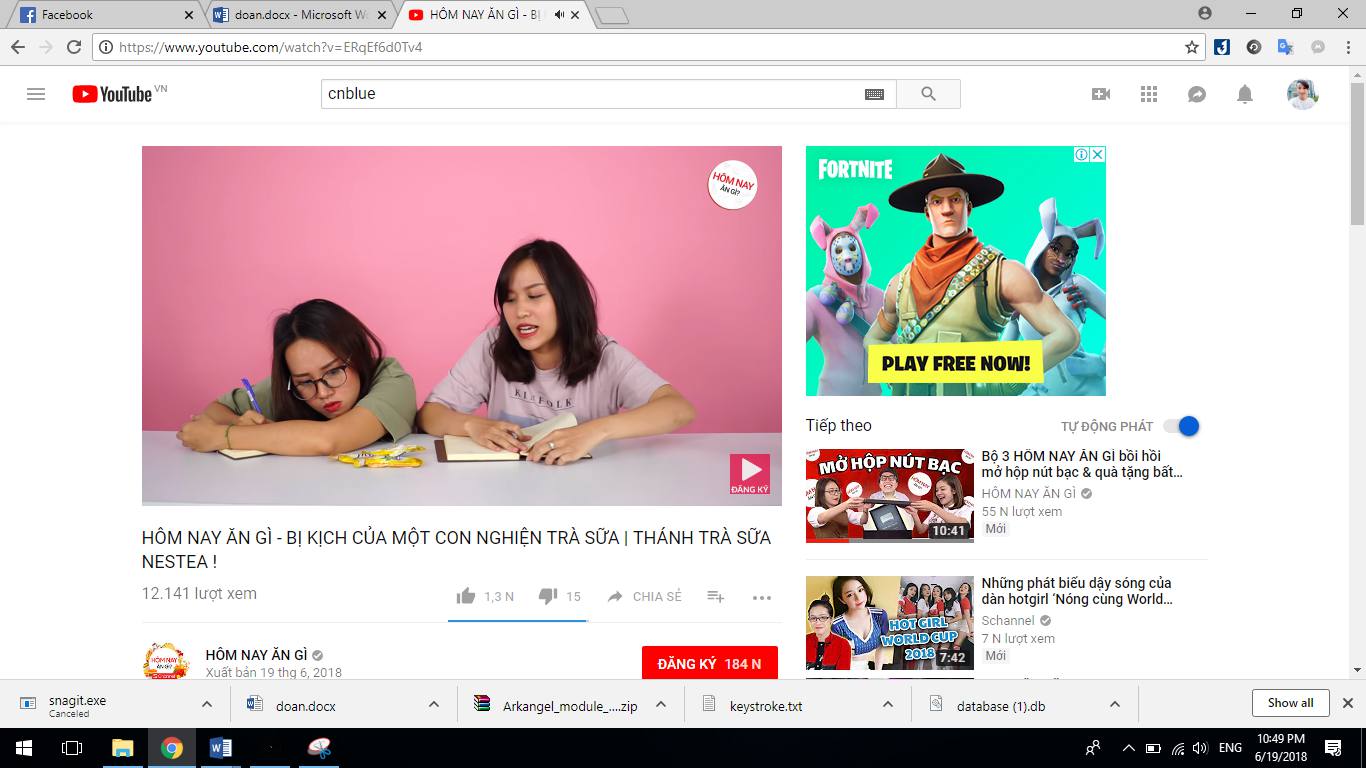 Facebook
doan.docx - Microsoft W
HÔM NAY ĂN GÌ - BỊ
https://www.youtube.com/watch?v=ERqEf6d0Tv4
YouTube VN
cnblue
HÔM NAY
ĂN GÌ?
KINFOLK
ĐĂNG KÝ
FORTNITE
PLAY FREE NOW!
HÔM NAY ĂN GÌ - BỊ KỊCH CỦA MỘT CON NGHIỆN TRÀ SỮA | THÁNH TRÀ SỮA
NESTEA !
12.141 lượt xem
1,3 N
15
CHIA SẺ
HÔM NAY ĂN GÌ
Xuất bản 19 thg 6, 2018
HÔM NAY
ĂN GÌ?
ĐĂNG KÝ 184 N
Tiếp theo
TỰ ĐỘNG PHÁT
MỞ HỘP NÚT BẠC
10:41
Bộ 3 HÔM NAY ĂN GÌ bồi hồi
mở hộp nút bạc & quà tặng bất...
HÔM NAY ĂN GÌ
55 N lượt xem
Mới
HOT GIRL
WORLD CUP
2018
7:42
Những phát biểu dậy sóng của
dàn hotgirl ‘Nóng cùng World...
Schannel
7 N lượt xem
Mới
snagit.exe
Canceled
doan.docx
Arkangel_module_....zip
keystroke.txt
database (1).db
Show all
ENG
10:49 PM
6/19/2018